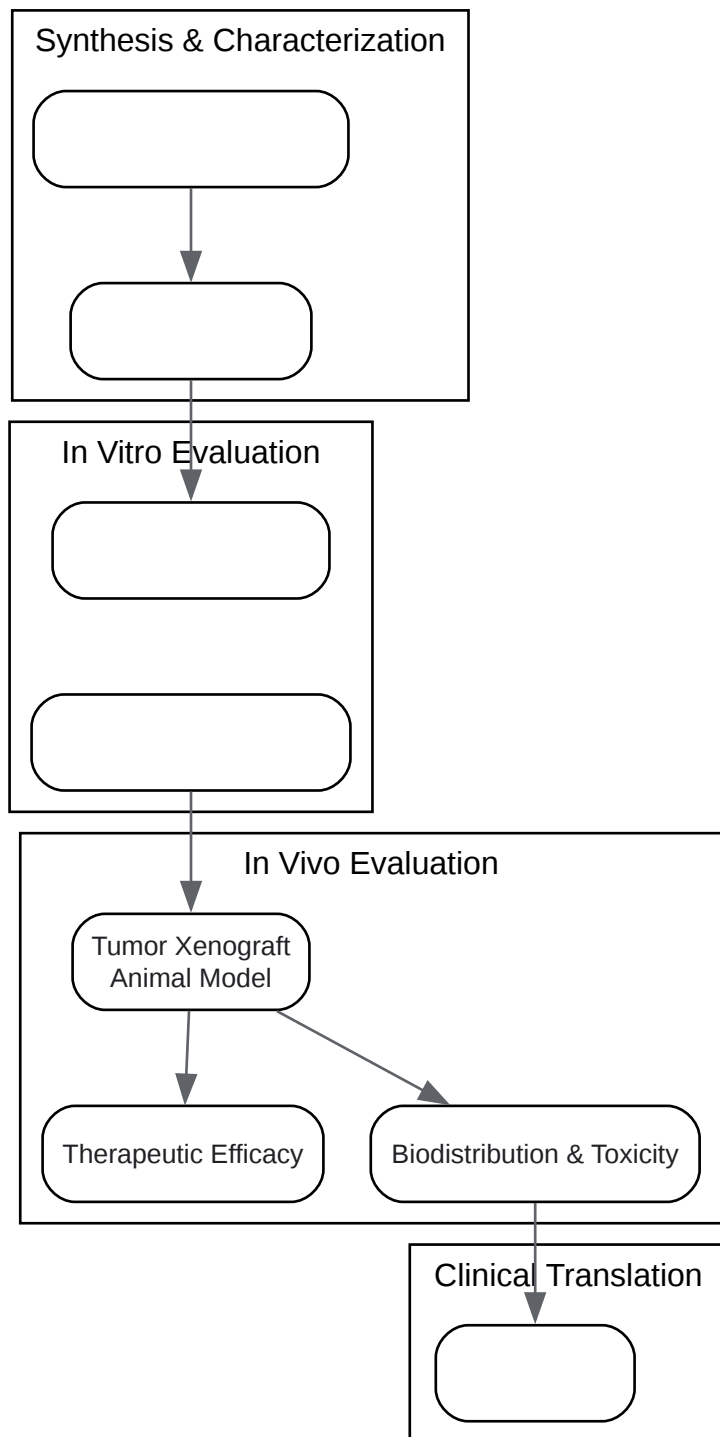 Synthesis & Characterization
In Vitro Evaluation
In Vivo Evaluation
Tumor Xenograft
Animal Model
Therapeutic Efficacy
Biodistribution & Toxicity
Clinical Translation